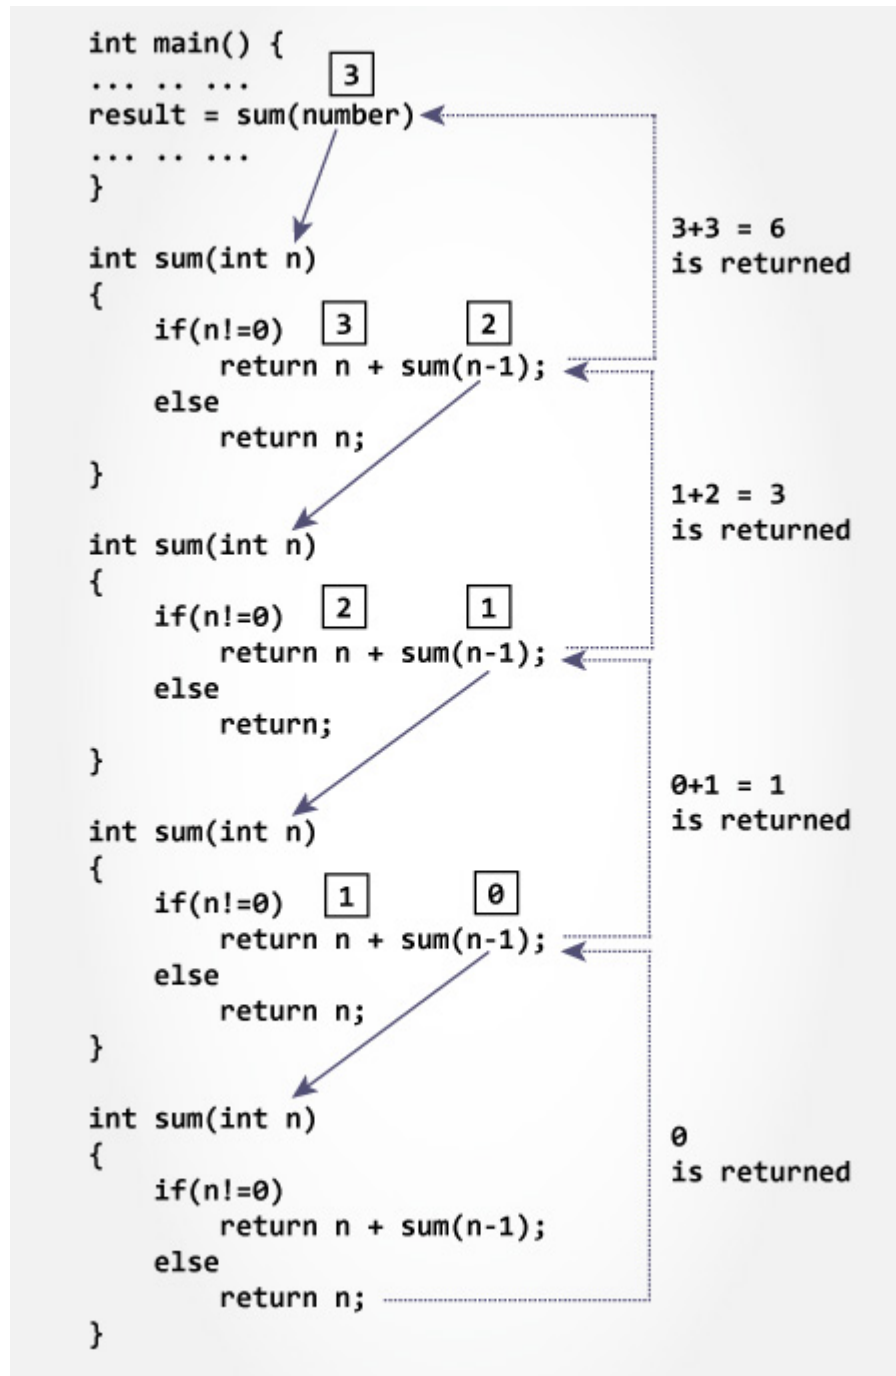 int main() {
... .. ... 3
result = sum(number)
... .. ...
}
3+3 = 6
is returned
int sum(int n)
{
if(n!=0) 3 2
return n + sum(n-1);
else
return n;
}
1+2 = 3
is returned
int sum(int n)
{
if(n!=0) 2 1
return n + sum(n-1);
else
return;
}
0+1 = 1
is returned
int sum(int n)
{
if(n!=0) 1 0
return n + sum(n-1);
else
return n;
}
int sum(int n)
{
0
is returned
if(n!=0)
return n + sum(n-1);
else
return n;
}